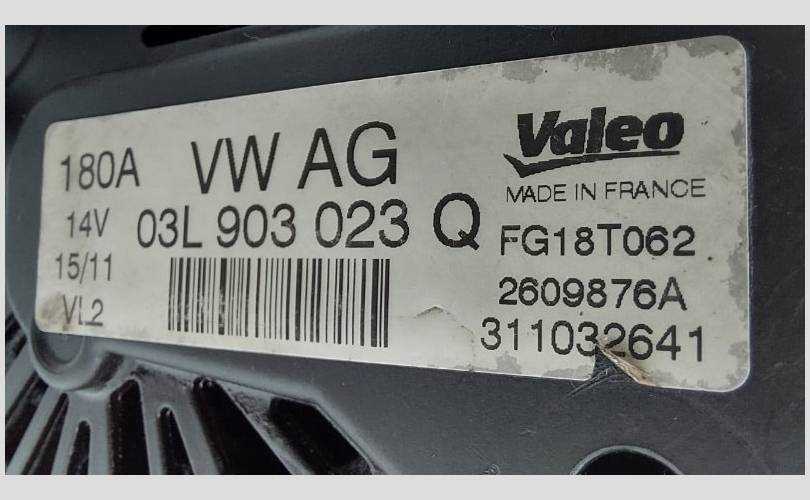 180A VW AG
14V 03L 903 023 Q
15/11
VL2
Valeo
MADE IN FRANCE
FG18T062
2609876A
311032641